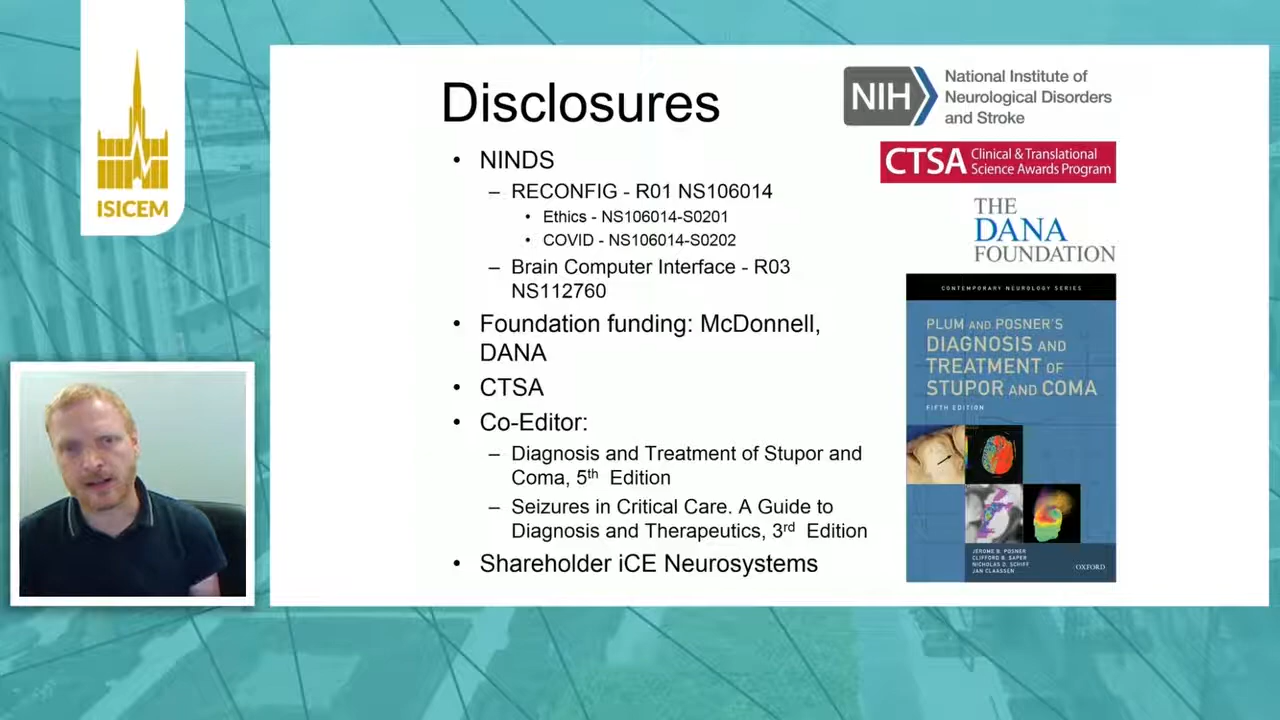 ISICEM
Disclosures
• NINDS
– RECONFIG - R01 NS106014
• Ethics - NS106014-S0201
• COVID - NS106014-S0202
– Brain Computer Interface - R03
NS112760
• Foundation funding: McDonnell,
DANA
• CTSA
• Co-Editor:
– Diagnosis and Treatment of Stupor and
Coma, 5th Edition
– Seizures in Critical Care. A Guide to
Diagnosis and Therapeutics, 3rd Edition
• Shareholder iCE Neurosystems
NIH
National Institute of
Neurological Disorders
and Stroke
CTSA Clinical & Translational
Science Awards Program
THE
DANA
FOUNDATION
CONTEMPORARY NEUROLOGY SERIES
PLUM AND POSNER'S
DIAGNOSIS AND
TREATMENT OF
STUPOR AND COMA
FIFTH EDITION
JEROME B. POSNER
CLIFFORD B. SAPER
NICHOLAS D. SCHIFF
JAN CLAASSEN
OXFORD